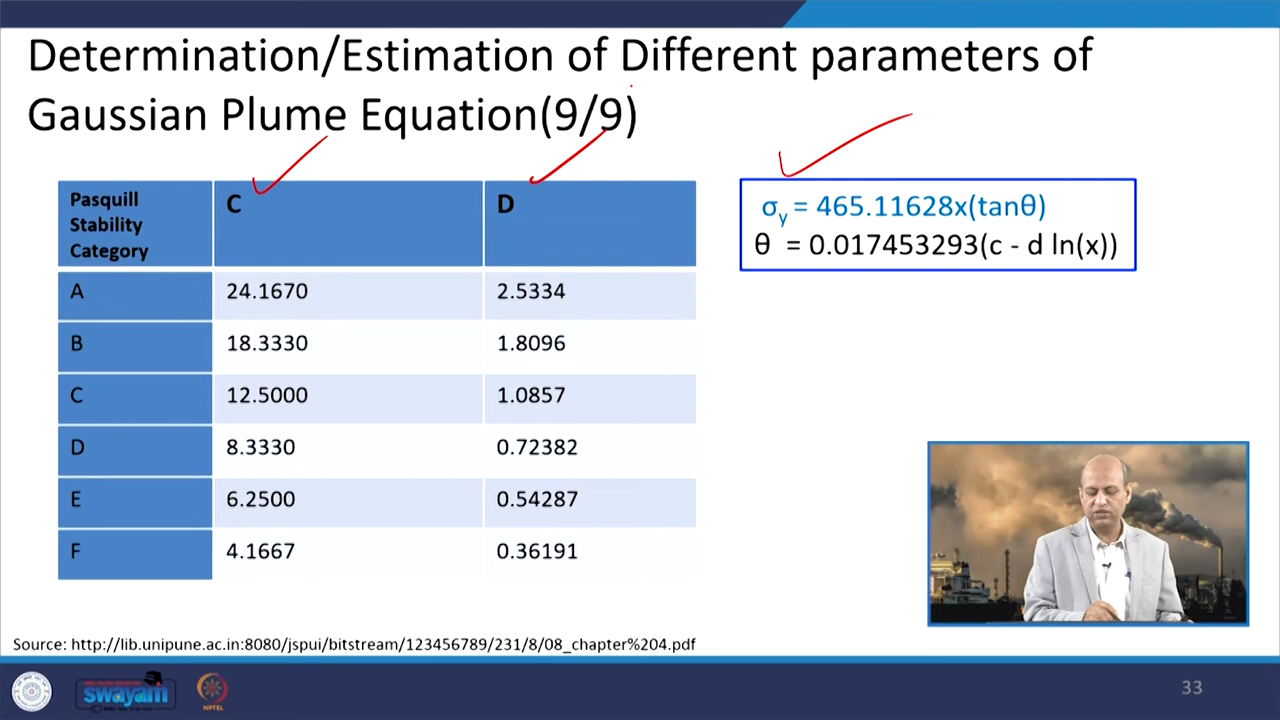 Determination/Estimation of Different parameters of
Gaussian Plume Equation(9/9)
Pasquill Stability Category C D
A 24.1670 2.5334
B 18.3330 1.8096
C 12.5000 1.0857
D 8.3330 0.72382
E 6.2500 0.54287
F 4.1667 0.36191
σy = 465.11628x(tanθ)
θ = 0.017453293(c - d ln(x))
Source: http://lib.unipune.ac.in:8080/jspui/bitstream/123456789/231/8/08_chapter%204.pdf
swayam
NPTEL
33